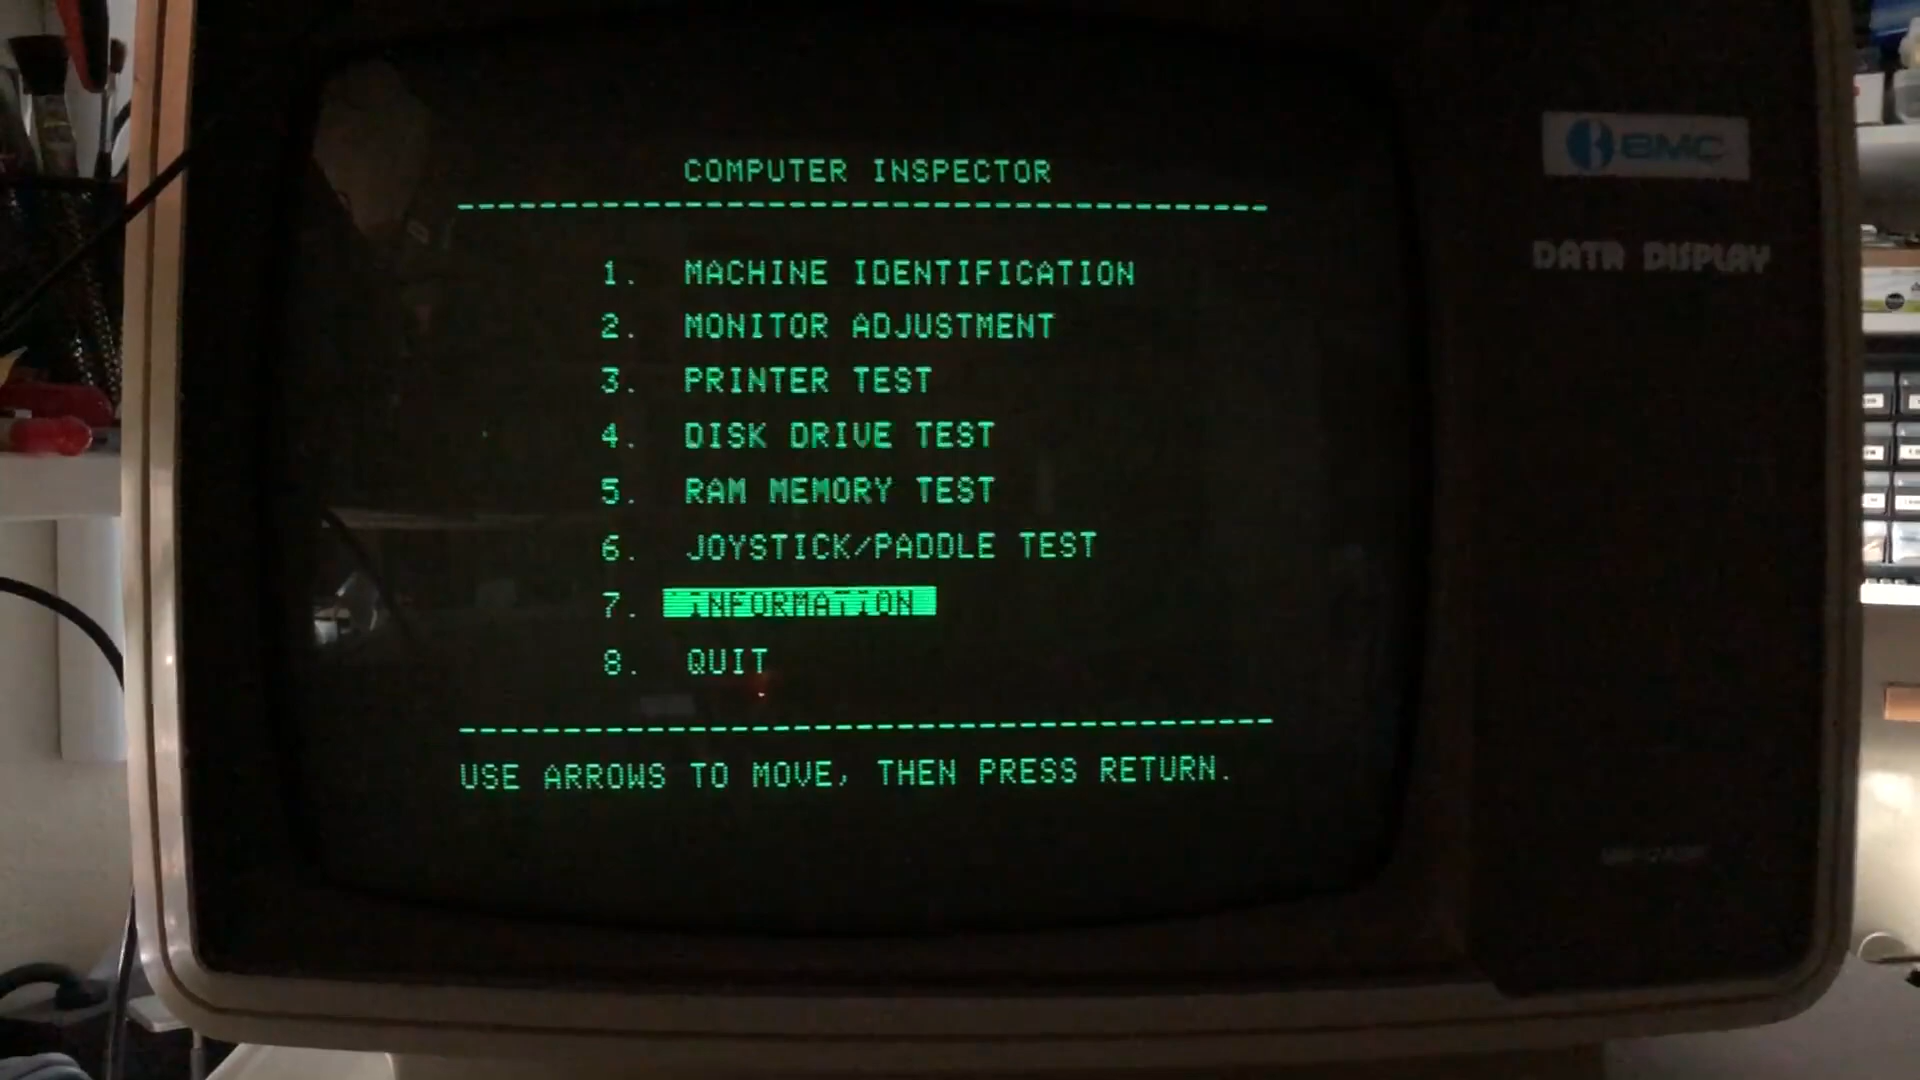 COMPUTER INSPECTOR
----------------------------------------
1. MACHINE IDENTIFICATION
2. MONITOR ADJUSTMENT
3. PRINTER TEST
4. DISK DRIVE TEST
5. RAM MEMORY TEST
6. JOYSTICK/PADDLE TEST
7. INFORMATION
8. QUIT
----------------------------------------
USE ARROWS TO MOVE, THEN PRESS RETURN.
BMC
DATA DISPLAY